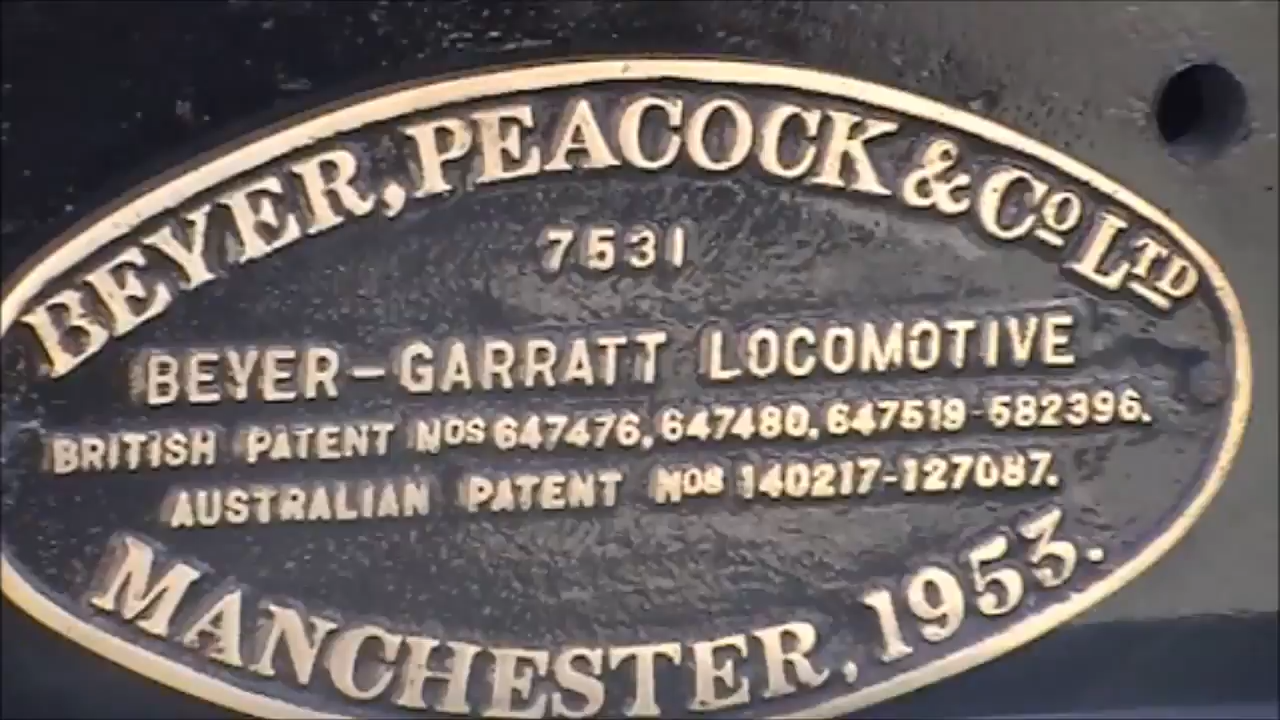 BEYER, PEACOCK & CO LTD
7531
BEYER-GARRATT LOCOMOTIVE
BRITISH PATENT NOS 647476, 647480, 647519-582396.
AUSTRALIAN PATENT NOS 140217-127087.
MANCHESTER, 1953.